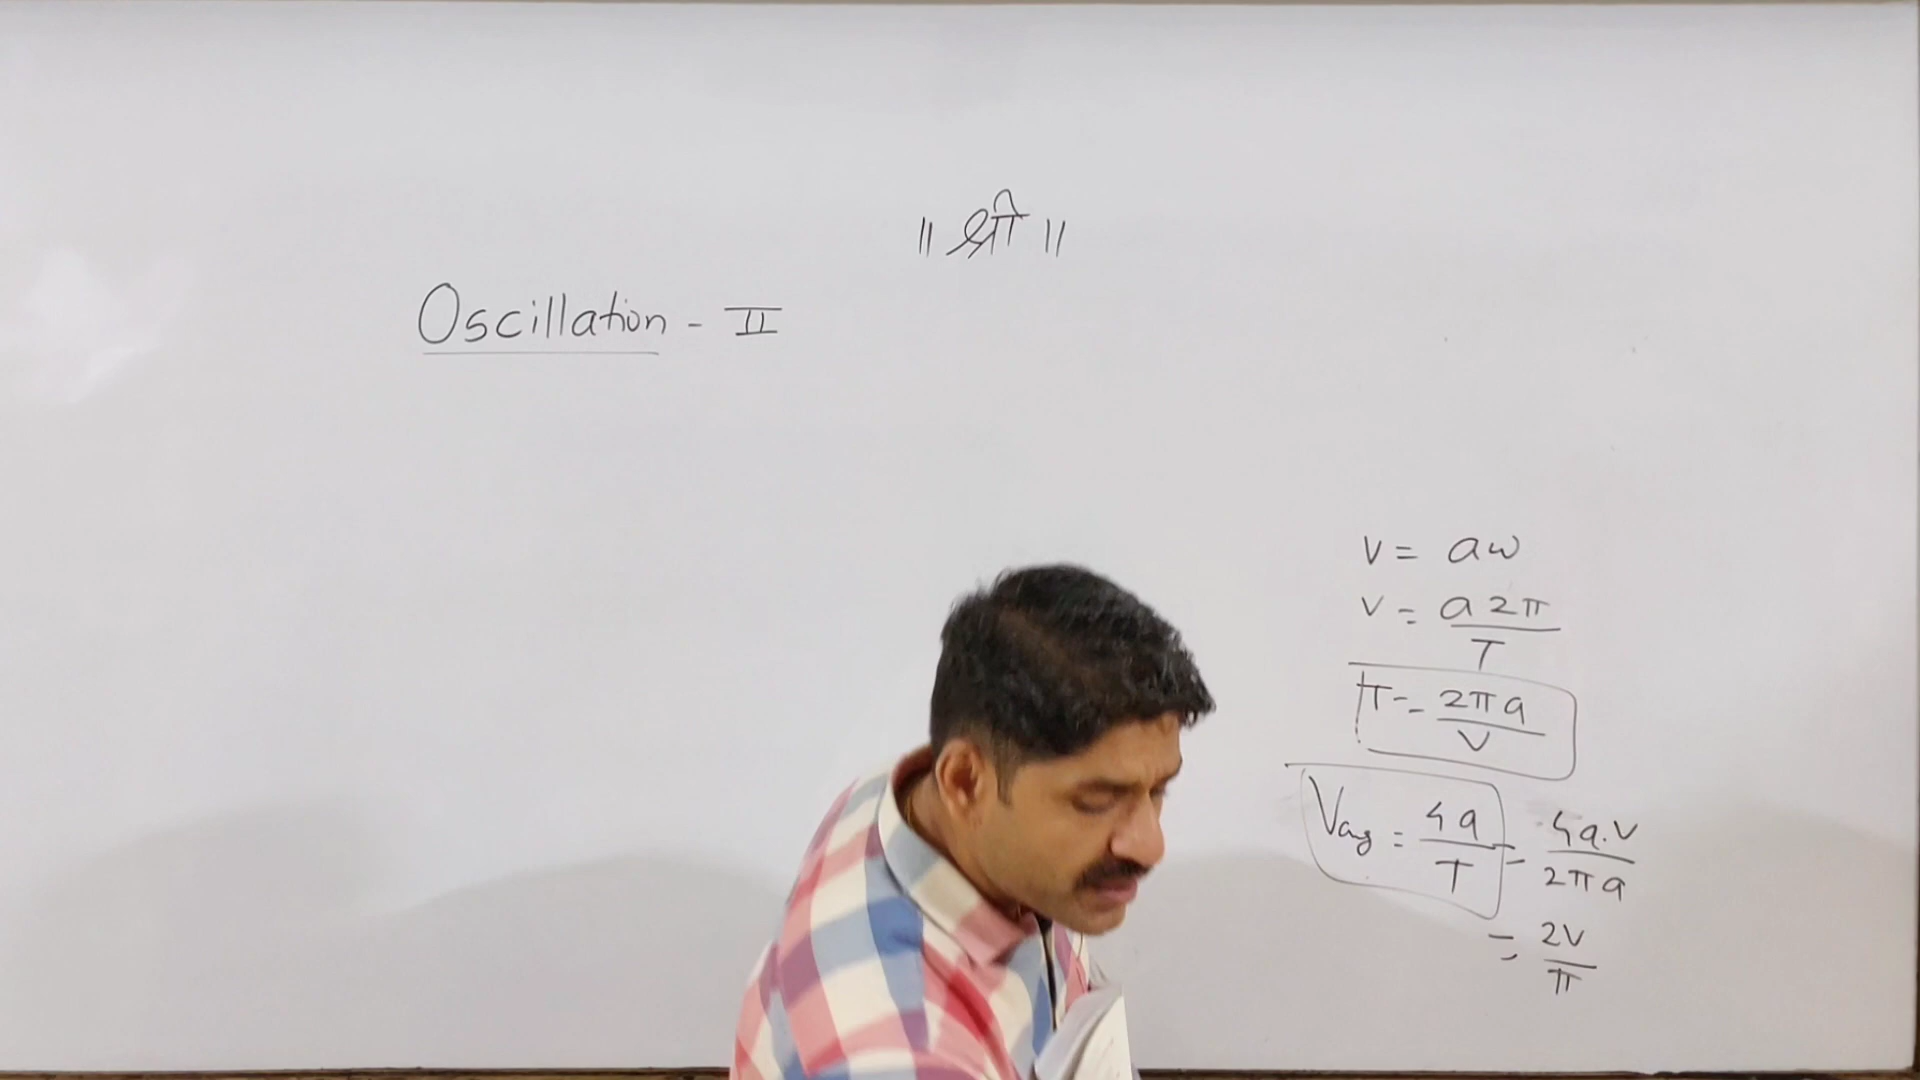 ॥ श्री ॥
Oscillation - II
V = aω
V = a2π/T
T = 2πa/V
Vavg = 4a/T = 4a.V/2πa
= 2V/π